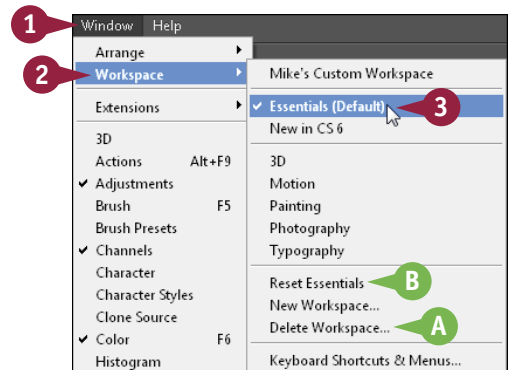 1
Window Help
Arrange
2
Workspace
Extensions
3D
Actions Alt+F9
Adjustments
Brush F5
Brush Presets
Channels
Character
Character Styles
Clone Source
Color F6
Histogram
Mike's Custom Workspace
Essentials (Default)
3
New in CS 6
3D
Motion
Painting
Photography
Typography
Reset Essentials
B
New Workspace...
Delete Workspace...
A
Keyboard Shortcuts & Menus...